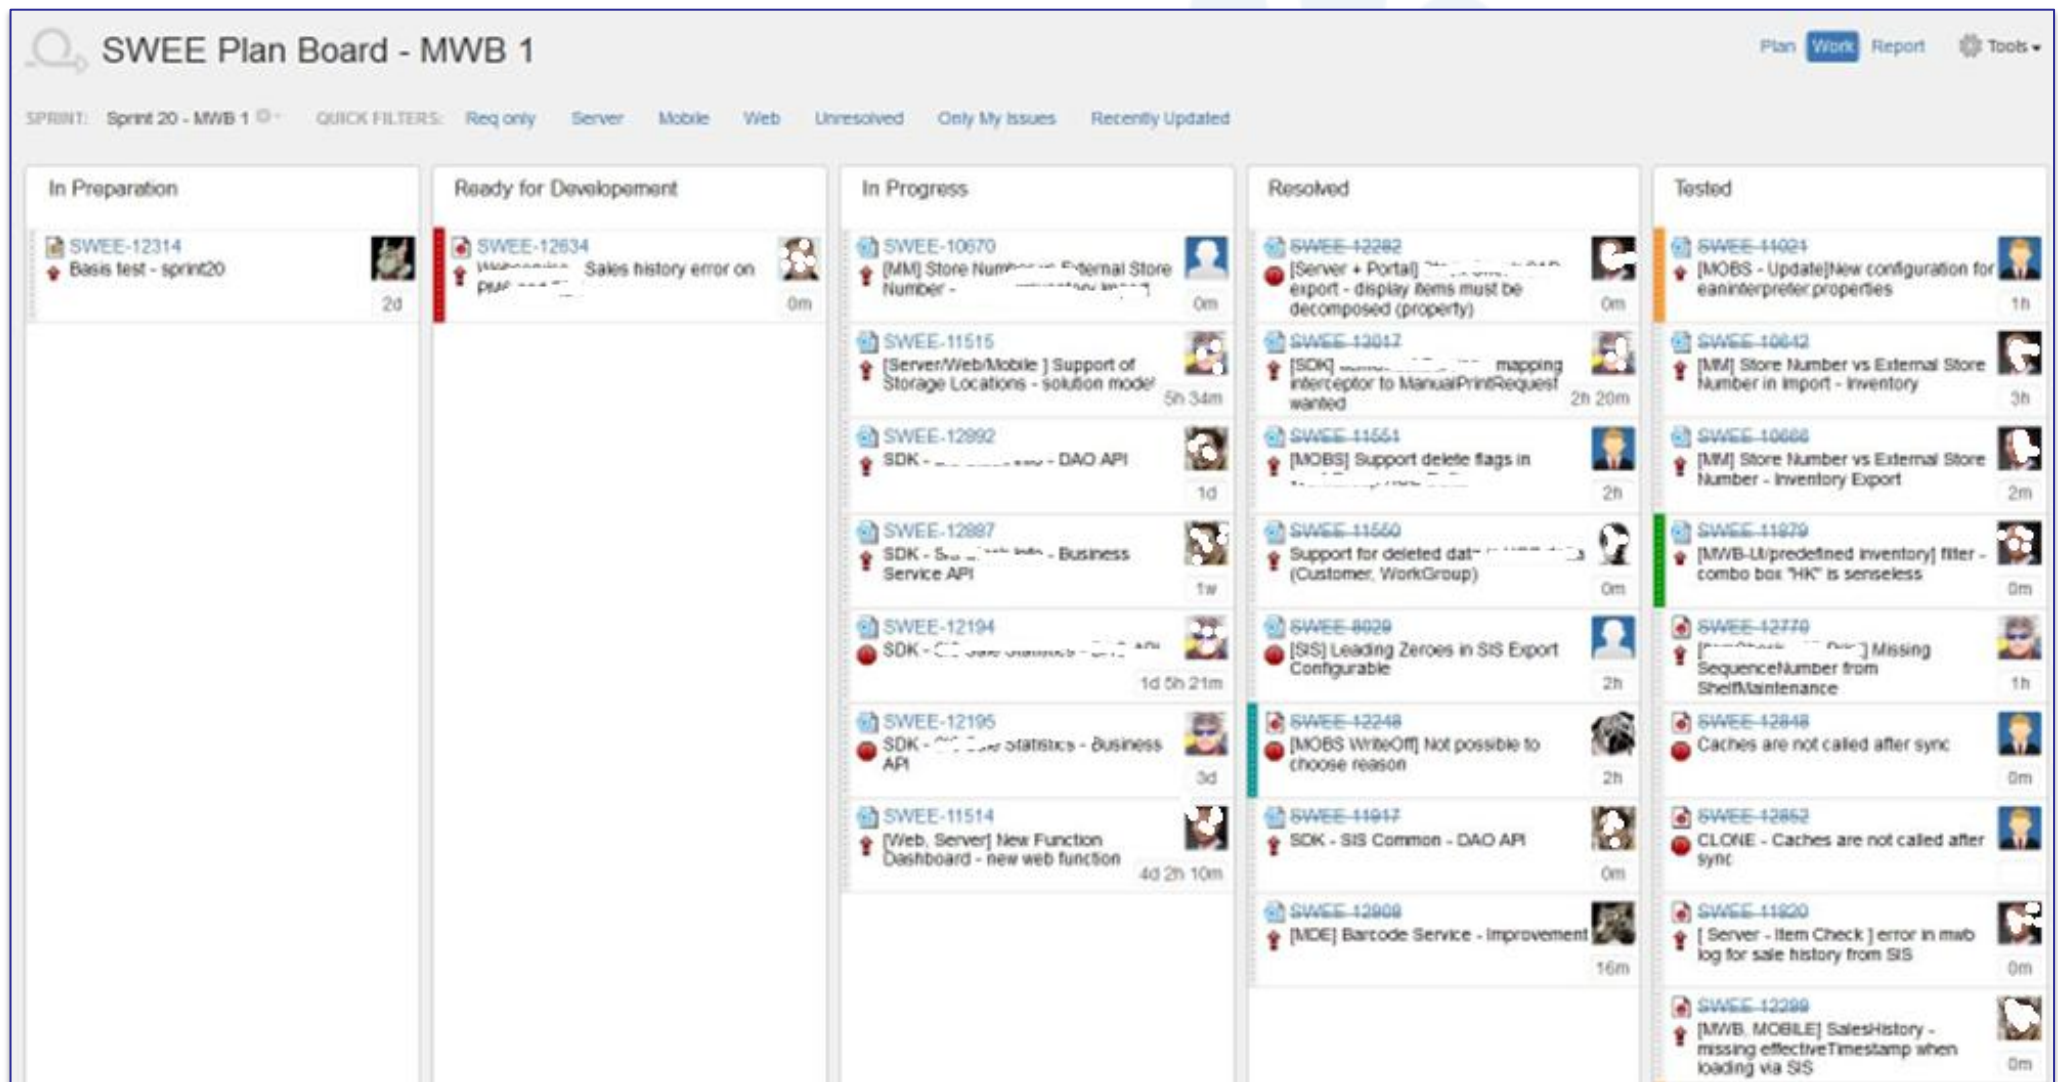 SWEE Plan Board - MWB 1
Plan Work Report Tools
SPRINT: Sprint 20 - MWB 1 QUICK FILTERS: Req only Server Mobile Web Unresolved Only My Issues Recently Updated
In Preparation
SWEE-12314
Basis test - sprint20
2d
Ready for Developement
SWEE-12634
Sales history error on
0m
In Progress
SWEE-10670
[MM] Store Number vs External Store
Number -
0m
SWEE-11515
[Server/Web/Mobile ] Support of
Storage Locations - solution model
5h 34m
SWEE-12892
SDK - - DAO API
1d
SWEE-12887
SDK - - Business
Service API
1w
SWEE-12194
SDK - Sale Statistics - API
1d 5h 21m
SWEE-12195
SDK - Statistics - Business
API
3d
SWEE-11514
[Web, Server] New Function
Dashboard - new web function
4d 2h 10m
Resolved
SWEE-12282
[Server + Portal]
export - display items must be
decomposed (property)
0m
SWEE-13017
[SDK] mapping
interceptor to ManualPrintRequest
wanted
2h 20m
SWEE-11551
[MOBS] Support delete flags in
2h
SWEE-11550
Support for deleted data
(Customer, WorkGroup)
0m
SWEE-8029
[SIS] Leading Zeroes in SIS Export
Configurable
2h
SWEE-12248
[MOBS WriteOff] Not possible to
choose reason
2h
SWEE-11917
SDK - SIS Common - DAO API
0m
SWEE-12808
[MDE] Barcode Service - Improvement
16m
Tested
SWEE-11021
[MOBS - Update]New configuration for
eaninterpreter.properties
1h
SWEE-10642
[MM] Store Number vs External Store
Number in Import - Inventory
3h
SWEE-10666
[MM] Store Number vs External Store
Number - Inventory Export
2m
SWEE-11879
[MWB-UI/predefined inventory] filter -
combo box "HK" is senseless
0m
SWEE-12770
] Missing
SequenceNumber from
ShelfMaintenance
1h
SWEE-12848
Caches are not called after sync
0m
SWEE-12852
CLONE - Caches are not called after
sync
SWEE-11820
[ Server - Item Check ] error in mwb
log for sale history from SIS
0m
SWEE-12299
[MWB, MOBILE] SalesHistory -
missing effectiveTimestamp when
loading via SIS
0m